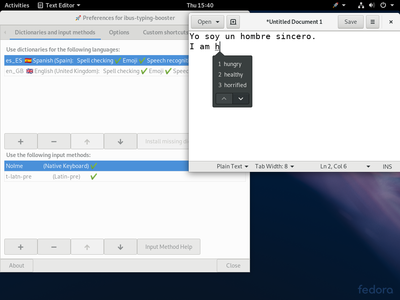 Activities
Text Editor
Thu 15:40
Preferences for ibus-typing-booster
Dictionaries and input methods
Options
Custom shortcuts
Use dictionaries for the following languages:
es_ES 🇪🇸 Spanish (Spain): Spell checking ✔ Emoji ✔ Speech recogni
en_GB 🇬🇧 English (United Kingdom): Spell checking ✔ Emoji ✔ Spe
Install missing
Use the following input methods:
NoIme (Native Keyboard) ✔
t-latn-pre (Latin-pre) ✔
Input Method Help
About
Close
Open
*Untitled Document 1
Save
Yo soy un hombre sincero.
I am h
1 hungry
2 healthy
3 horrified
Plain Text
Tab Width: 8
Ln 2, Col 6
INS
fedora